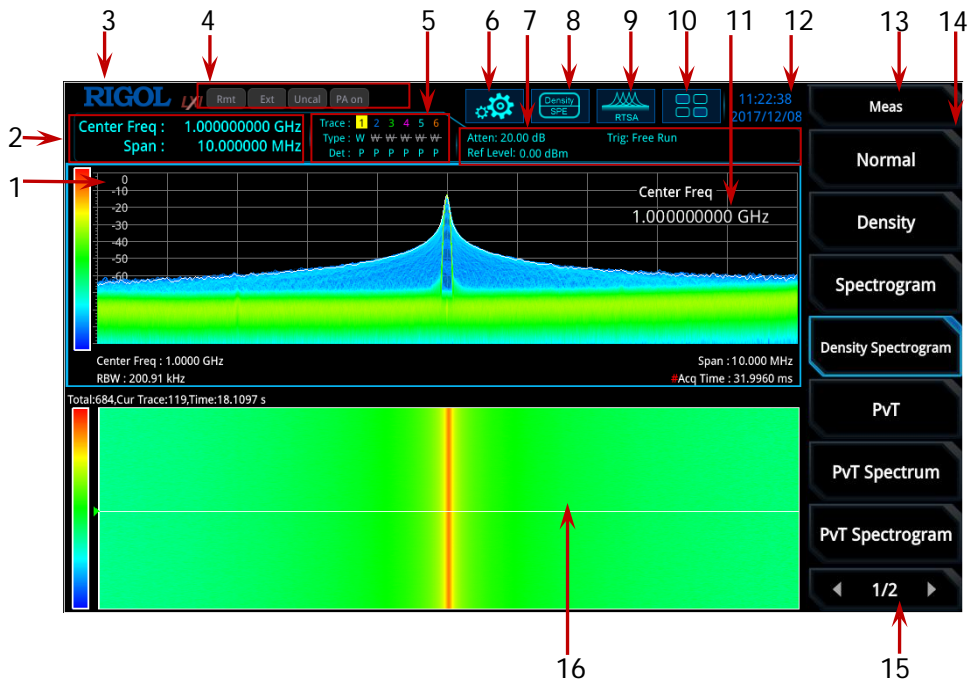 3 4 5 6 7 8 9 10 11 12 13 14
RIGOL LXI Rmt Ext Uncal PA on
Density
SPE
RTSA
11:22:38
2017/12/08
Meas
2
Center Freq : 1.000000000 GHz
Span : 10.000000 MHz
Trace : 1 2 3 4 5 6
Type : W W W W W W
Det : P P P P P P
Atten: 20.00 dB Trig: Free Run
Ref Level: 0.00 dBm
1
0
-10
-20
-30
-40
-50
-60
Center Freq
1.000000000 GHz
Center Freq : 1.0000 GHz Span : 10.000 MHz
RBW : 200.91 kHz #Acq Time : 31.9960 ms
Total:684,Cur Trace:119,Time:18.1097 s
Normal
Density
Spectrogram
Density Spectrogram
PvT
PvT Spectrum
PvT Spectrogram
1/2
16 15